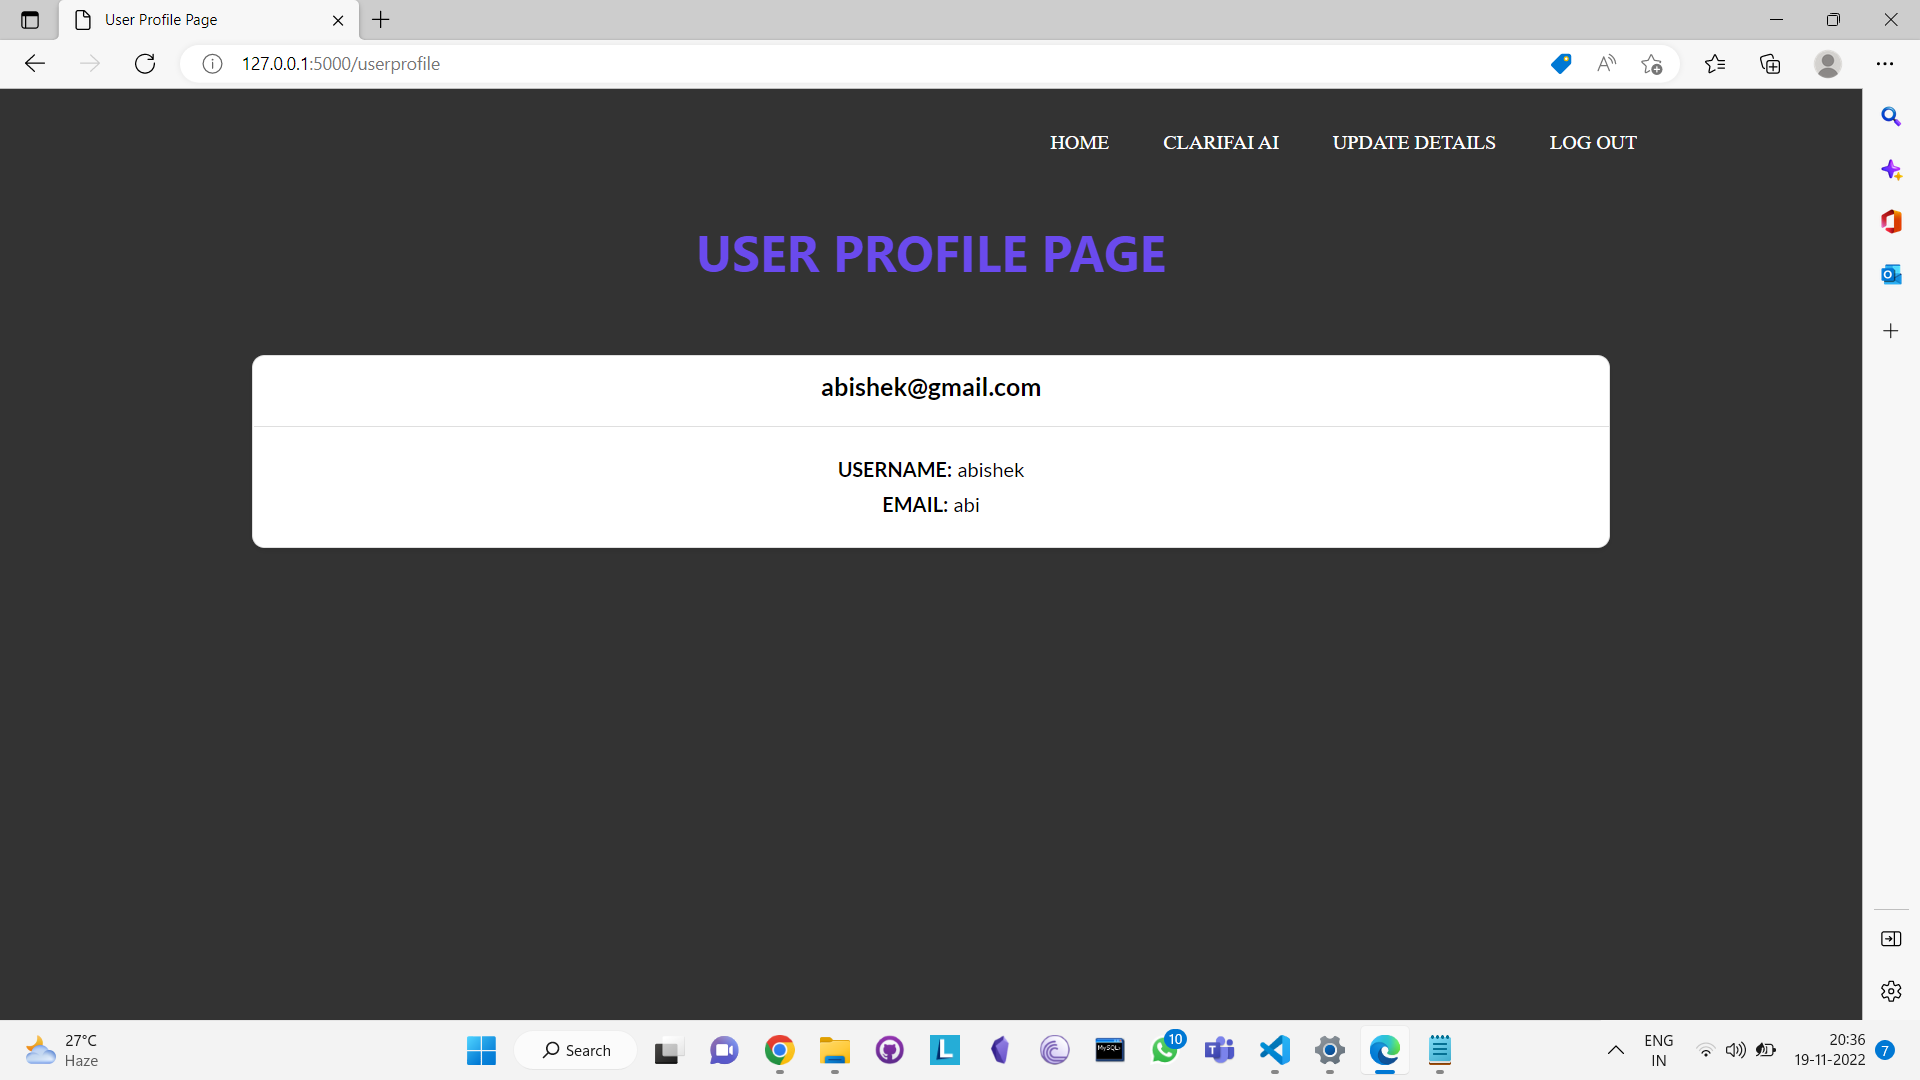 User Profile Page
127.0.0.1:5000/userprofile
HOME CLARIFAI AI UPDATE DETAILS LOG OUT
USER PROFILE PAGE
abishek@gmail.com
USERNAME: abishek
EMAIL: abi
27°C
Haze
Search
L
MySQL
10
ENG
IN
20:36
19-11-2022
7